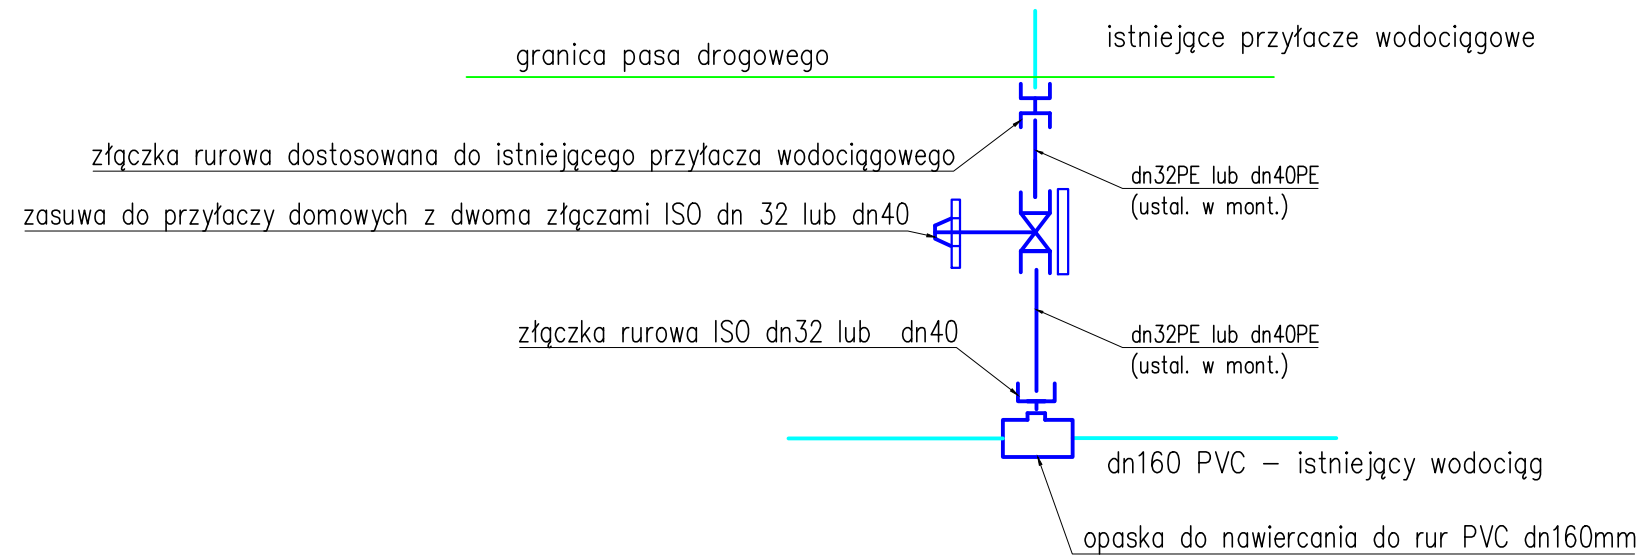 istniejące przyłacze wodociągowe
granica pasa drogowego
złączka rurowa dostosowana do istniejącego przyłacza wodociągowego
dn32PE lub dn40PE
(ustal. w mont.)
zasuwa do przyłaczy domowych z dwoma złączami ISO dn 32 lub dn40
złączka rurowa ISO dn32 lub dn40
dn32PE lub dn40PE
(ustal. w mont.)
dn160 PVC – istniejący wodociąg
opaska do nawiercania do rur PVC dn160mm